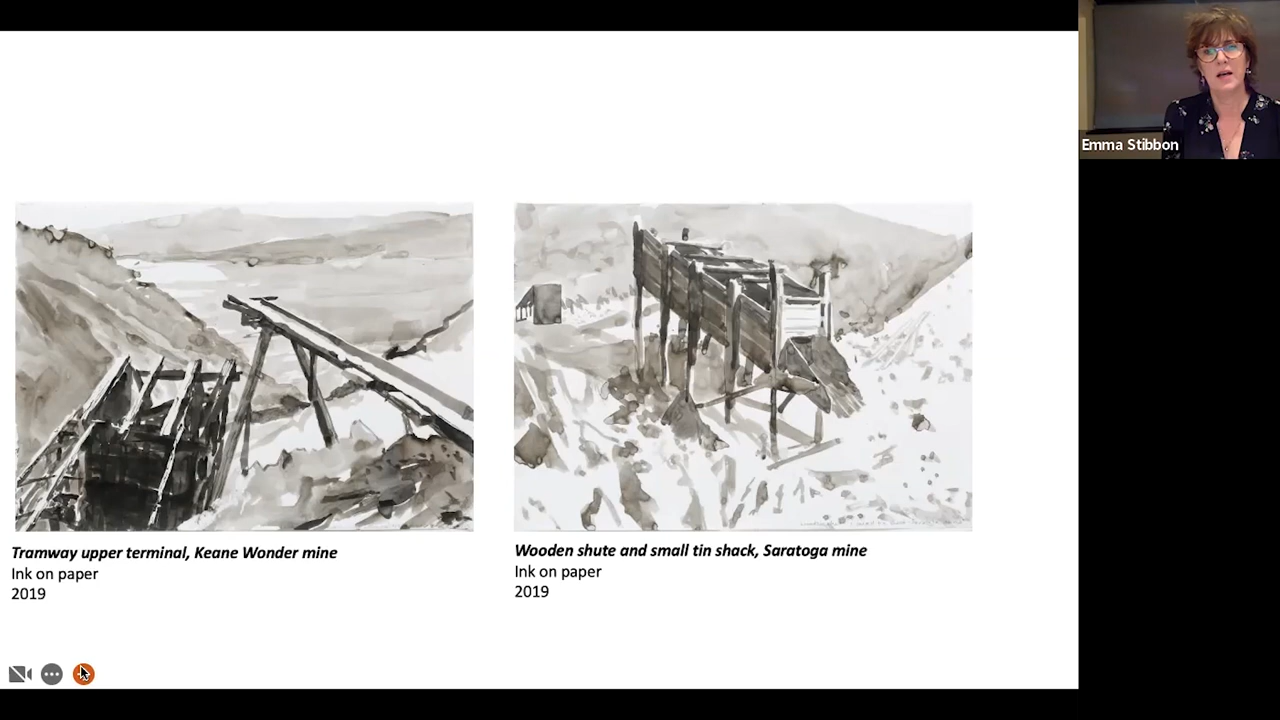 Emma Stibbon
Tramway upper terminal, Keane Wonder mine
Ink on paper
2019
Wooden shute and small tin shack, Saratoga mine
Ink on paper
2019